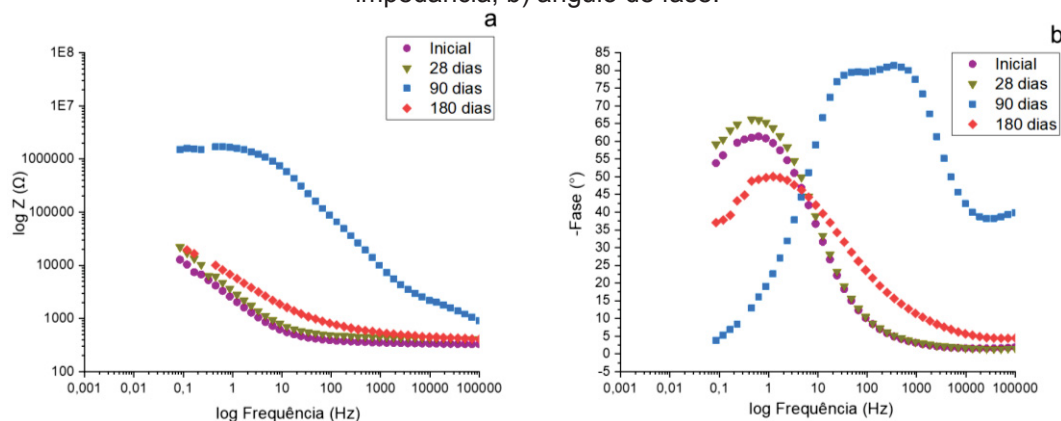 impedância; b) ângulo de fase.
a
Inicial
28 dias
90 dias
180 dias
1E8
1E7
1000000
100000
10000
1000
100
log Z (Ω)
0,001 0,01 0,1 1 10 100 1000 10000 100000
log Frequência (Hz)
b
Inicial
28 dias
90 dias
180 dias
85
80
75
70
65
60
55
50
45
40
35
30
25
20
15
10
5
0
-5
-Fase (°)
0,001 0,01 0,1 1 10 100 1000 10000 100000
log Frequência (Hz)